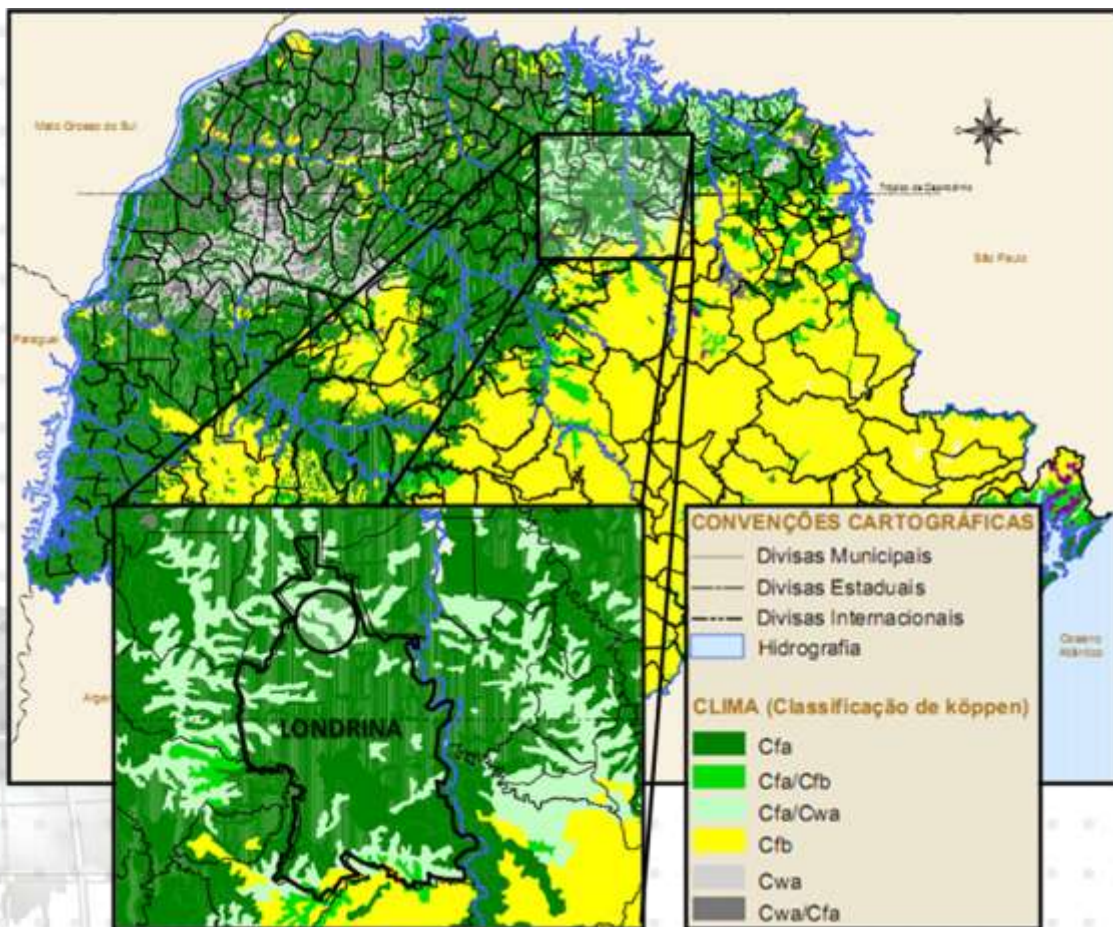 Mato Grosso do Sul
Trópico de Capricórnio
São Paulo
Paraguai
Oceano
Atlântico
LONDRINA
CONVENÇÕES CARTOGRÁFICAS
Divisas Municipais
Divisas Estaduais
Divisas Internacionais
Hidrografia
CLIMA (Classificação de köppen)
Cfa
Cfa/Cfb
Cfa/Cwa
Cfb
Cwa
Cwa/Cfa